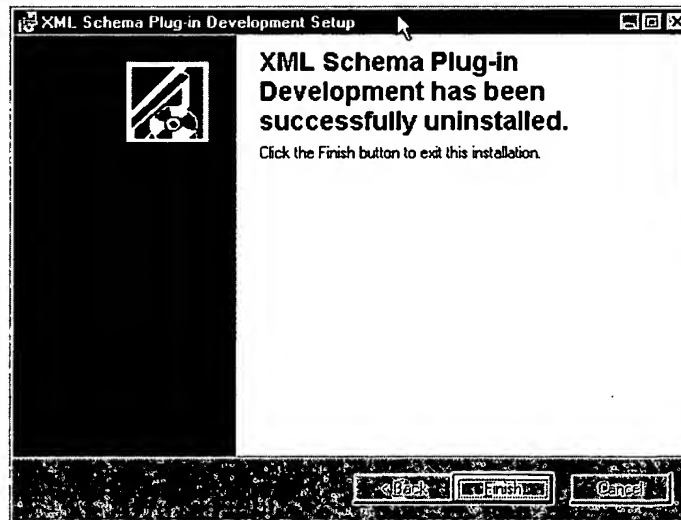 XML Schema Plug-in Development Setup
XML Schema Plug-in
Development has been
successfully uninstalled.
Click the Finish button to exit this installation.
< Back
Finish
Cancel